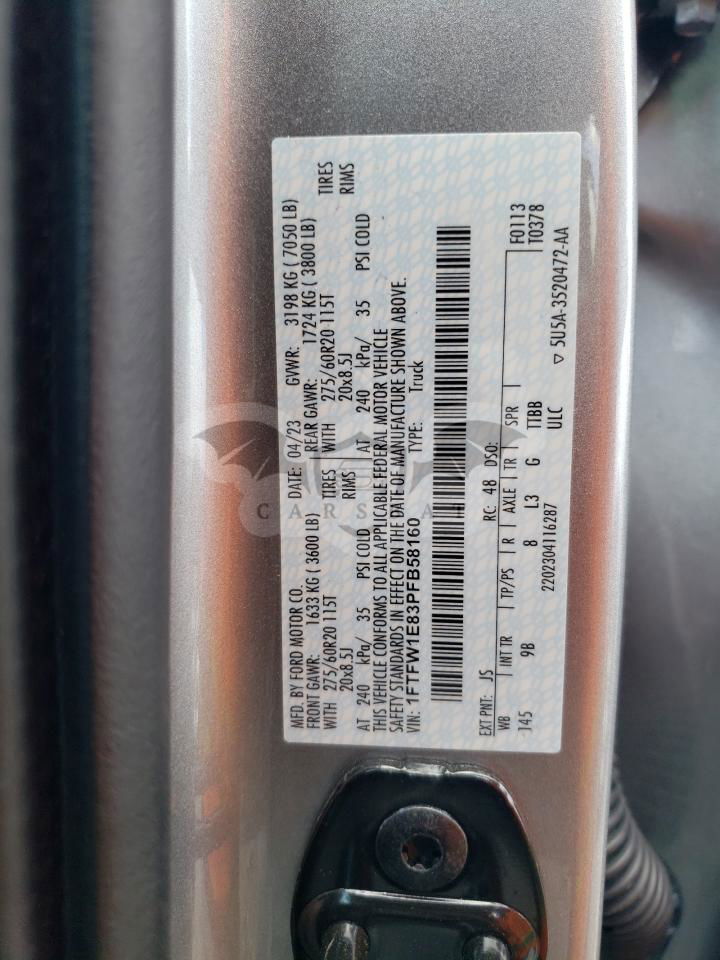 MFD. BY FORD MOTOR CO. DATE: 04/23 GVWR: 3198 KG ( 7050 LB)
FRONT GAWR: 1633 KG ( 3600 LB) REAR GAWR: 1724 KG ( 3800 LB)
WITH 275/60R20 115T TIRES WITH 275/60R20 115T TIRES
20x8.5J RIMS 20x8.5J RIMS
AT 240 kPa/ 35 PSI COLD AT 240 kPa/ 35 PSI COLD
THIS VEHICLE CONFORMS TO ALL APPLICABLE FEDERAL MOTOR VEHICLE
SAFETY STANDARDS IN EFFECT ON THE DATE OF MANUFACTURE SHOWN ABOVE.
VIN: 1FTFW1E83PFB58160 TYPE: Truck
EXT PNT: JS RC: 48 DSO: F0113
WB INT TR TP/PS R AXLE TR SPR T0378
145 9B 8 L3 G TTBB
2202304116287 ULC ▽ 5U5A-3520472-AA